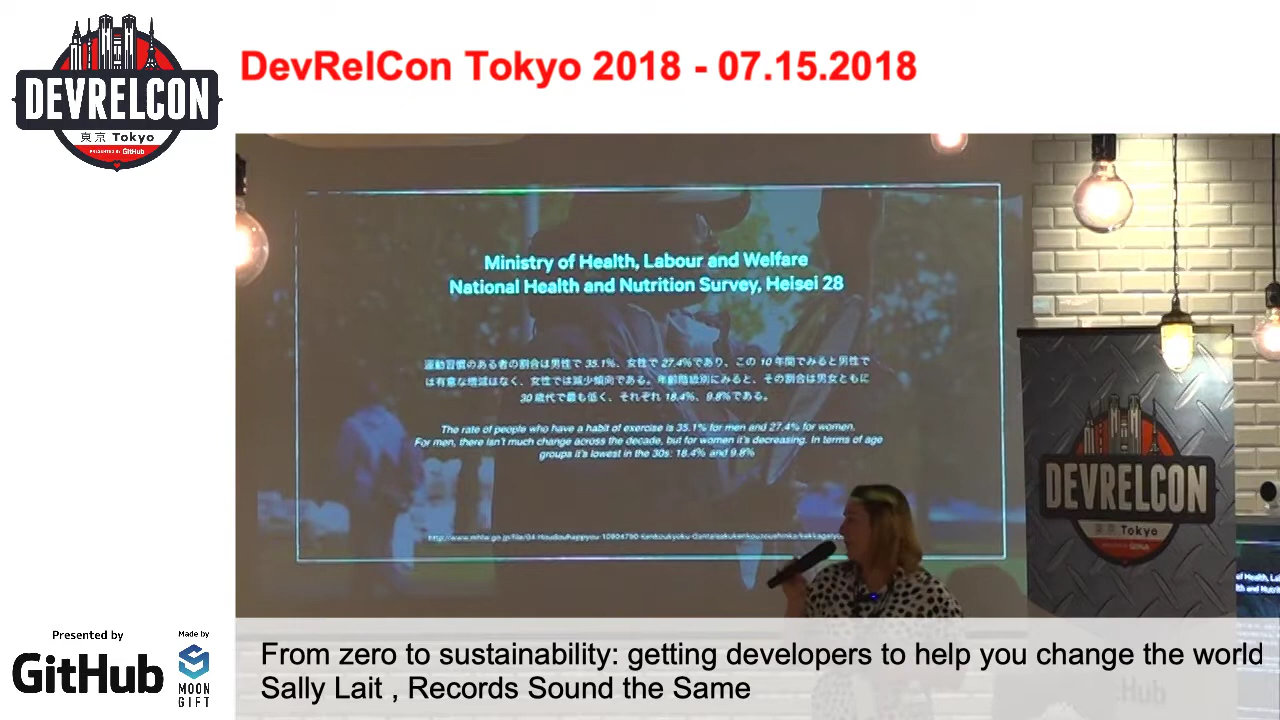 DEVRELCON
東京 Tokyo
PRESENTED BY GitHub
DevRelCon Tokyo 2018 - 07.15.2018
Ministry of Health, Labour and Welfare
National Health and Nutrition Survey, Heisei 28
運動習慣のある者の割合は男性で 35.1%、女性で 27.4%であり、この 10 年間でみると男性で
は有意な増減はなく、女性では減少傾向である。年齢階級別にみると、その割合は男女ともに
30 歳代で最も低く、それぞれ 18.4%、9.8%である。
The rate of people who have a habit of exercise is 35.1% for men and 27.4% for women.
For men, there isn't much change across the decade, but for women it's decreasing. In terms of age
groups it's lowest in the 30s: 18.4% and 9.8%
DEVRELCON
東京 Tokyo
Presented by
GitHub
Made by
MOON
GIFT
From zero to sustainability: getting developers to help you change the world
Sally Lait , Records Sound the Same
Hub